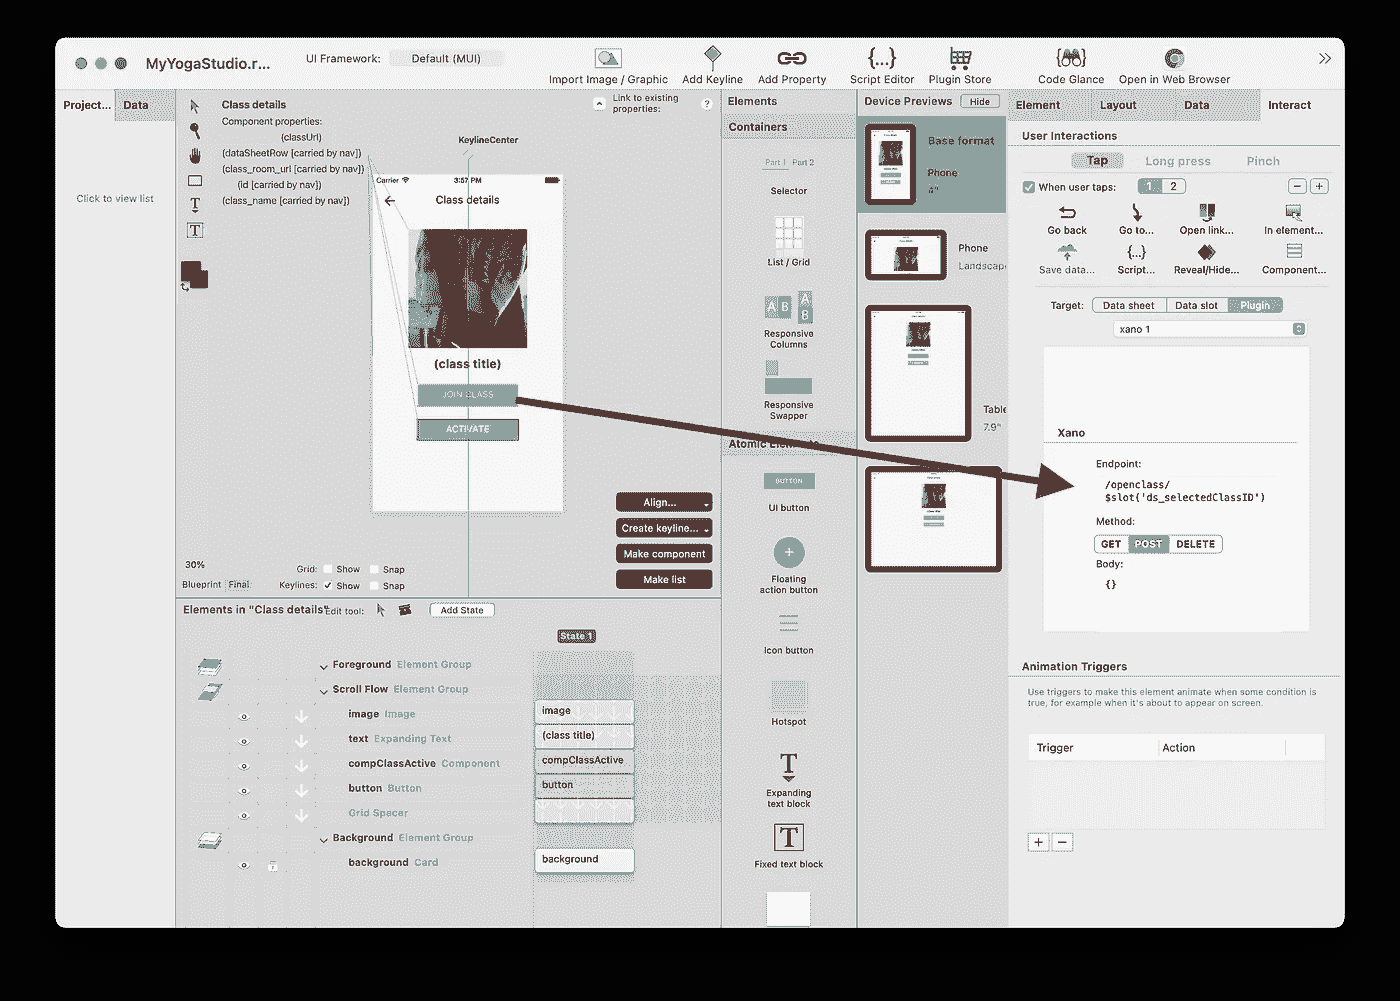 MyYogaStudio.r...
UI Framework:
Default (MUI)
Import Image / Graphic
Add Keyline
Add Property
Script Editor
Plugin Store
Code Glance
Open in Web Browser
Project...
Data
Click to view list
Class details
Component properties:
(classUrl)
(dataSheetRow [carried by nav])
(class_room_url [carried by nav])
(id [carried by nav])
(class_name [carried by nav])
Link to existing
properties:
?
KeylineCenter
Carrier
3:57 PM
Class details
(class title)
JOIN CLASS
ACTIVATE
Align...
Create keyline...
Make component
Make list
30%
Blueprint
Final
Grid:
Show
Snap
Keylines:
Show
Snap
Elements in "Class details"
Edit tool:
Add State
State 1
Foreground Element Group
Scroll Flow Element Group
image Image
image
text Expanding Text
(class title)
compClassActive Component
compClassActive
button Button
button
Grid Spacer
Background Element Group
background Card
background
Elements
Containers
Part 1 Part 2
Selector
List / Grid
A B
A
B
Responsive
Columns
Responsive
Swapper
Atomic Elements
BUTTON
UI button
Floating
action button
Icon button
Hotspot
T
Expanding
text block
T
Fixed text block
Device Previews
Hide
Base format
Phone
4"
Phone
Landscape
Table
7.9"
Element
Layout
Data
Interact
User Interactions
Tap
Long press
Pinch
When user taps:
1
2
Go back
Go to...
Open link...
In element...
Save data...
Script...
Reveal/Hide...
Component...
Target:
Data sheet
Data slot
Plugin
xano 1
Xano
Endpoint:
/openclass/
$slot('ds_selectedClassID')
Method:
GET
POST
DELETE
Body:
{}
Animation Triggers
Use triggers to make this element animate when some condition is
true, for example when it's about to appear on screen.
Trigger
Action